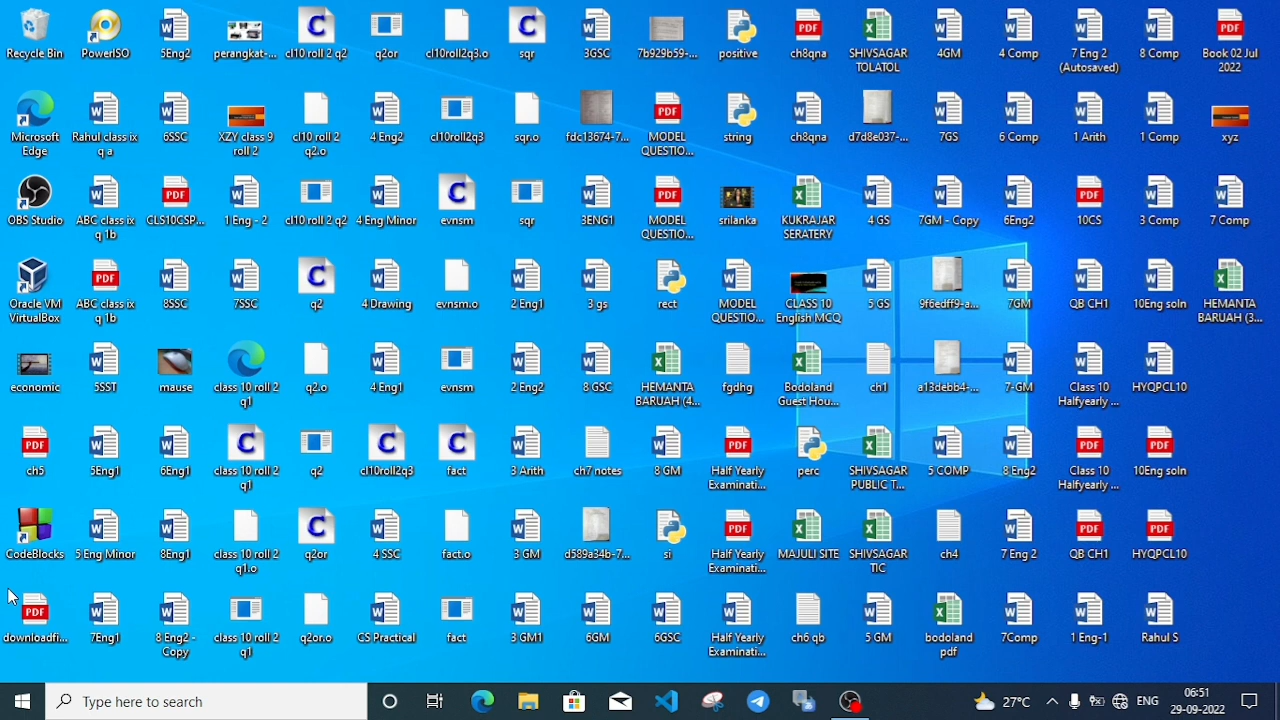 Recycle Bin
PowerISO
5Eng2
perangkat-...
cl10 roll 2 q2
q2or
cl10roll2q3.o
sqr
3GSC
7b929b59-...
positive
ch8qna
SHIVSAGAR
TOLATOL
4GM
4 Comp
7 Eng 2
(Autosaved)
8 Comp
Book 02 Jul
2022
Microsoft
Edge
Rahul class ix
q a
6SSC
XZY class 9
roll 2
cl10 roll 2
q2.o
4 Eng2
cl10roll2q3
sqr.o
fdc13674-7...
MODEL
QUESTIO...
string
ch8qna
d7d8e037-...
7GS
6 Comp
1 Arith
1 Comp
xyz
OBS Studio
ABC class ix
q 1b
CLS10CSP...
1 Eng - 2
cl10 roll 2 q2
4 Eng Minor
evnsm
sqr
3ENG1
MODEL
QUESTIO...
srilanka
KUKRAJAR
SERATERY
4 GS
7GM - Copy
6Eng2
10CS
3 Comp
7 Comp
Oracle VM
VirtualBox
ABC class ix
q 1b
8SSC
7SSC
q2
4 Drawing
evnsm.o
2 Eng1
3 gs
rect
MODEL
QUESTIO...
CLASS 10
English MCQ
5 GS
9f6edff9-a...
7GM
QB CH1
10Eng soln
HEMANTA
BARUAH (3...
economic
5SST
mause
class 10 roll 2
q1
q2.o
4 Eng1
evnsm
2 Eng2
8 GSC
HEMANTA
BARUAH (4...
fgdhg
Bodoland
Guest Hou...
ch1
a13debb4-...
7-GM
Class 10
Halfyearly ...
HYQPCL10
ch5
5Eng1
6Eng1
class 10 roll 2
q1
q2
cl10roll2q3
fact
3 Arith
ch7 notes
8 GM
Half Yearly
Examinati...
perc
SHIVSAGAR
PUBLIC T...
5 COMP
8 Eng2
Class 10
Halfyearly ...
10Eng soln
CodeBlocks
5 Eng Minor
8Eng1
class 10 roll 2
q1.o
q2or
4 SSC
fact.o
3 GM
d589a34b-7...
si
Half Yearly
Examinati...
MAJULI SITE
SHIVSAGAR
TIC
ch4
7 Eng 2
QB CH1
HYQPCL10
downloadfi...
7Eng1
8 Eng2 -
Copy
class 10 roll 2
q1
q2or.o
CS Practical
fact
3 GM1
6GM
6GSC
Half Yearly
Examinati...
ch6 qb
5 GM
bodoland
pdf
7Comp
1 Eng-1
Rahul S
Type here to search
27°C
ENG
06:51
29-09-2022